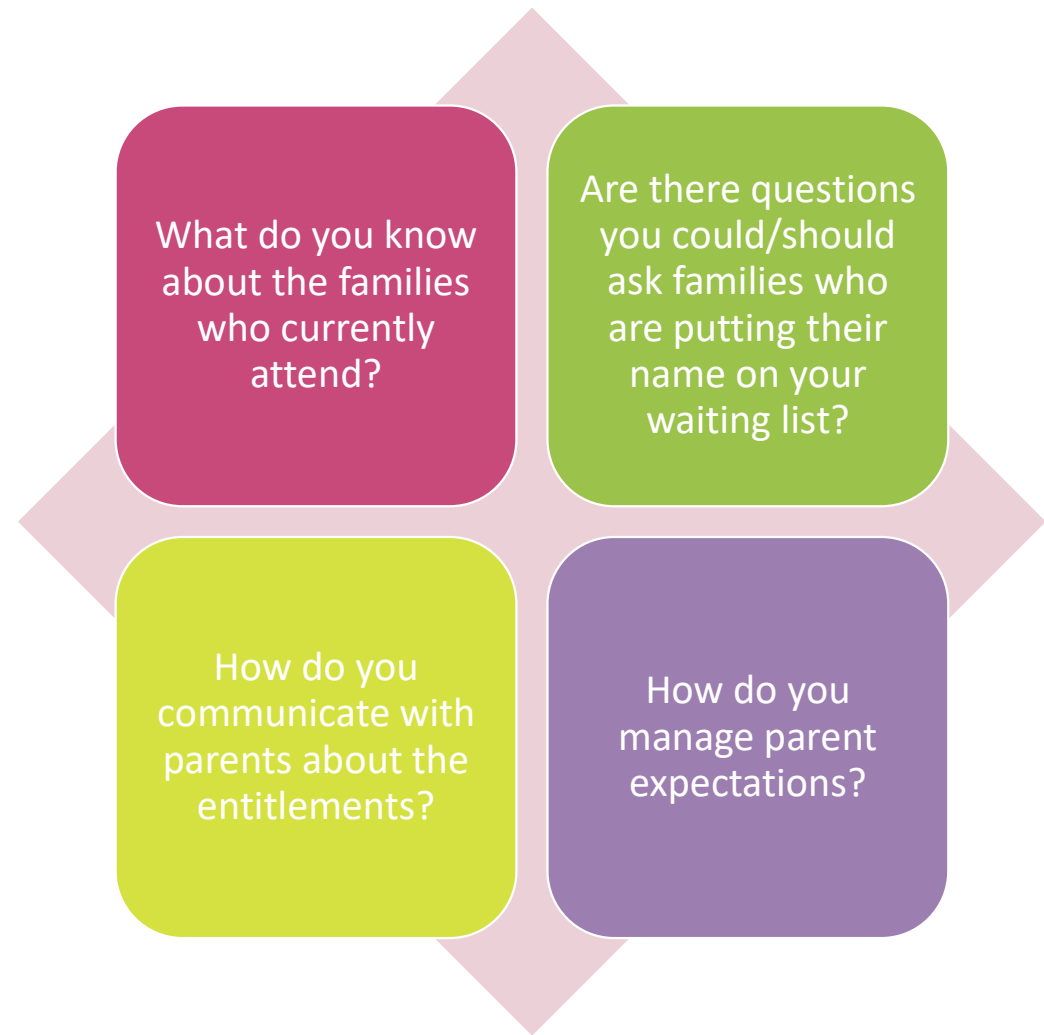 What do you know
about the families
who currently
attend?
Are there questions
you could/should
ask families who
are putting their
name on your
waiting list?
How do you
communicate with
parents about the
entitlements?
How do you
manage parent
expectations?